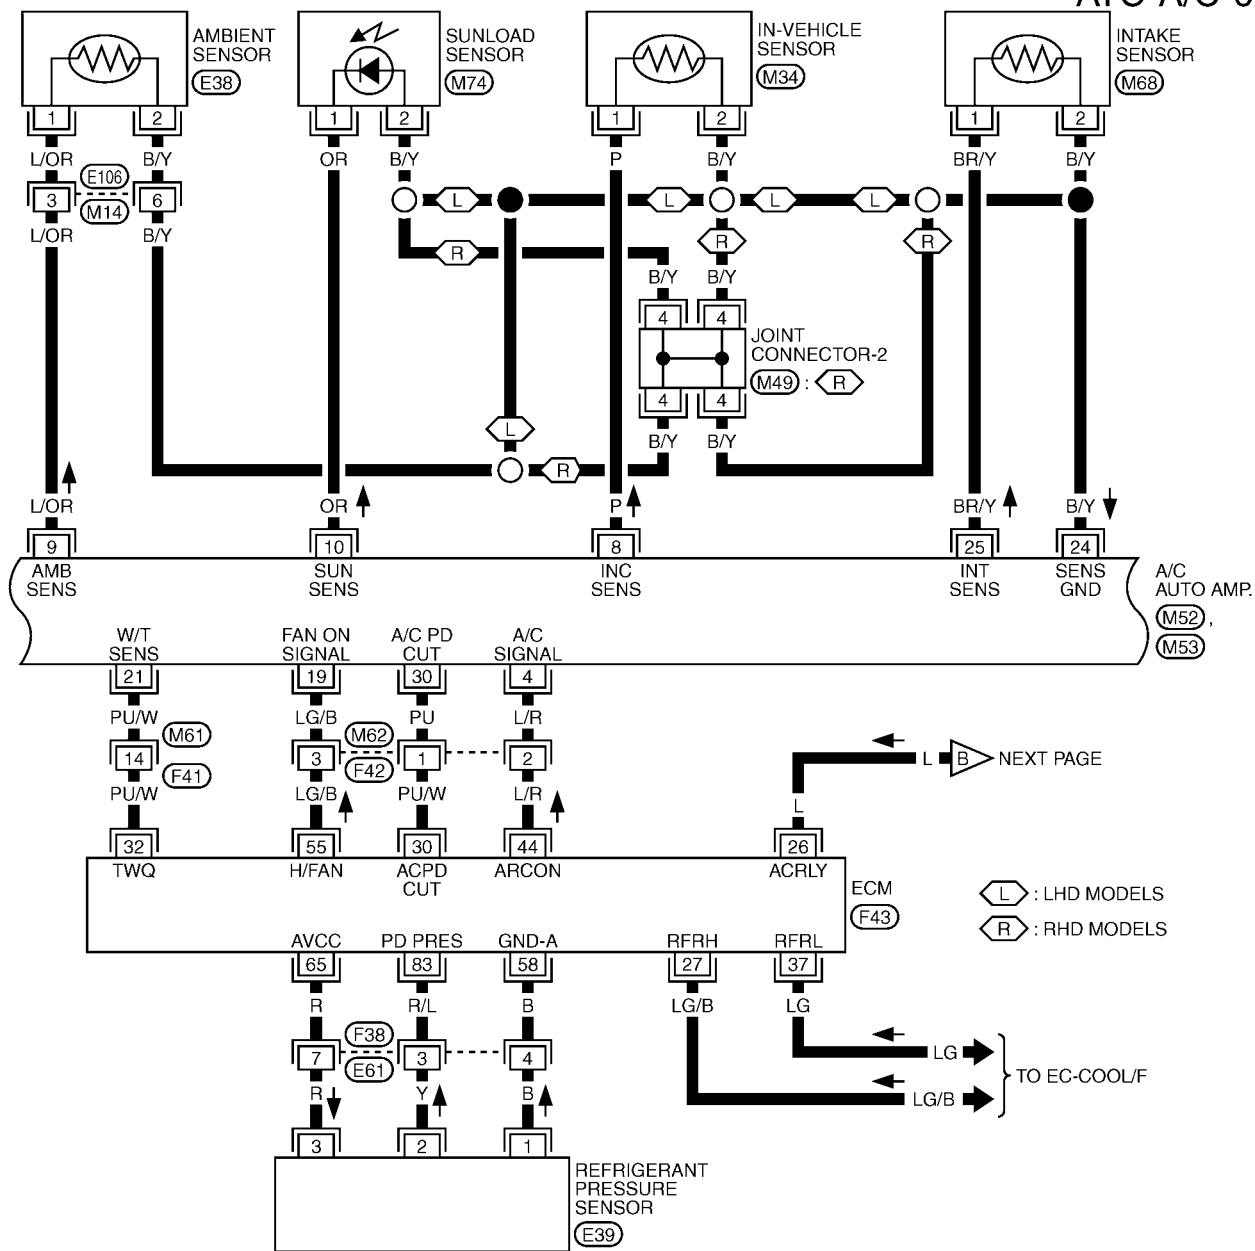 AMBIENT
SENSOR
E38
SUNLOAD
SENSOR
M74
IN-VEHICLE
SENSOR
M34
INTAKE
SENSOR
M68
1 2 1 2 1 2 1 2
L/OR B/Y OR B/Y P B/Y BR/Y B/Y
E106
3 6
M14
L L L L
L/OR B/Y
R R R
B/Y B/Y
4 4
JOINT
CONNECTOR-2
M49 : R
4 4
L
B/Y B/Y
R
L/OR OR P BR/Y B/Y
9 10 8 25 24
AMB
SENS
SUN
SENS
INC
SENS
INT
SENS
SENS
GND
A/C
AUTO AMP.
M52 ,
M53
W/T
SENS
FAN ON
SIGNAL
A/C PD
CUT
A/C
SIGNAL
21 19 30 4
PU/W LG/B PU L/R
M61 M62
14 3 1 2
F41 F42
L B NEXT PAGE
PU/W LG/B PU/W L/R L
32 55 30 44 26
TWQ H/FAN ACPD
CUT
ARCON ACRLY
ECM
F43
L : LHD MODELS
R : RHD MODELS
AVCC PD PRES GND-A RFRH RFRL
65 83 58 27 37
R R/L B LG/B LG
F38
7 3 4
E61
LG
TO EC-COOL/F
LG/B
R Y B
3 2 1
REFRIGERANT
PRESSURE
SENSOR
E39